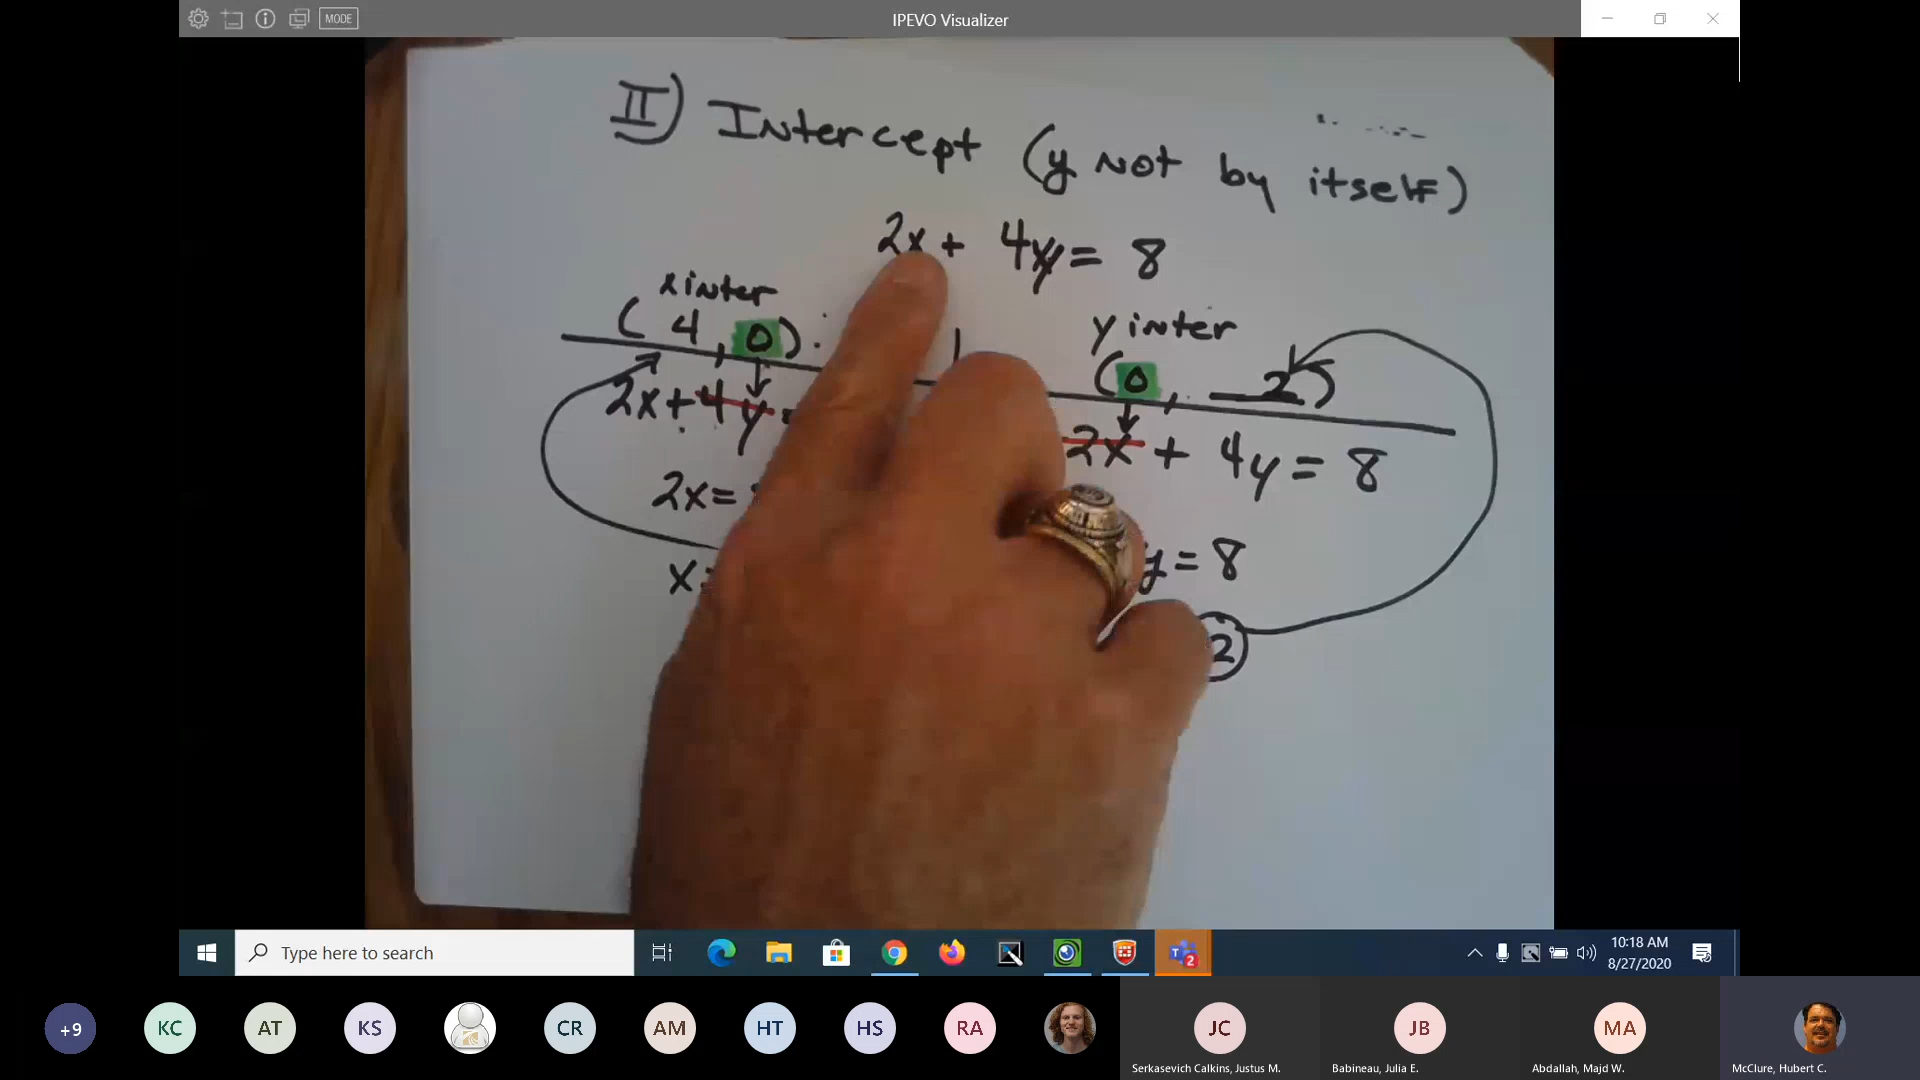 MODE
IPEVO Visualizer
II) Intercept (y not by itself)
2x + 4y = 8
x inter
(4, 0)
y inter
(0, 2)
2x + 4y
2x + 4y = 8
2x =
y = 8
x =
2
Type here to search
2
10:18 AM
8/27/2020
+9
KC
AT
KS
CR
AM
HT
HS
RA
JC
JB
MA
Serkasevich Calkins, Justus M.
Babineau, Julia E.
Abdallah, Majd W.
McClure, Hubert C.